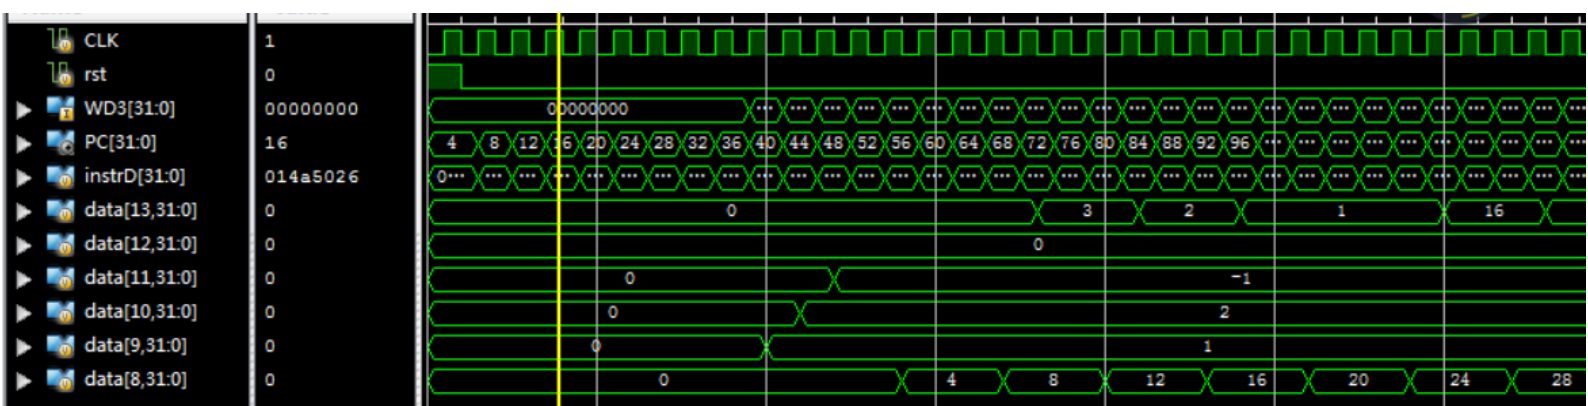 CLK 1
rst 0
WD3[31:0] 00000000 00000000 ··· ··· ··· ··· ··· ··· ··· ··· ··· ··· ··· ··· ··· ··· ··· ··· ··· ··· ··· ··· ··· ··· ··· ···
PC[31:0] 16 4 8 12 16 20 24 28 32 36 40 44 48 52 56 60 64 68 72 76 80 84 88 92 96 ··· ··· ··· ··· ··· ··· ··· ··· ···
instrD[31:0] 014a5026 0··· ··· ··· ··· ··· ··· ··· ··· ··· ··· ··· ··· ··· ··· ··· ··· ··· ··· ··· ··· ··· ··· ··· ··· ··· ··· ··· ··· ··· ··· ··· ··· ···
data[13,31:0] 0 0 3 2 1 16
data[12,31:0] 0 0
data[11,31:0] 0 0 -1
data[10,31:0] 0 0 2
data[9,31:0] 0 0 1
data[8,31:0] 0 0 4 8 12 16 20 24 28